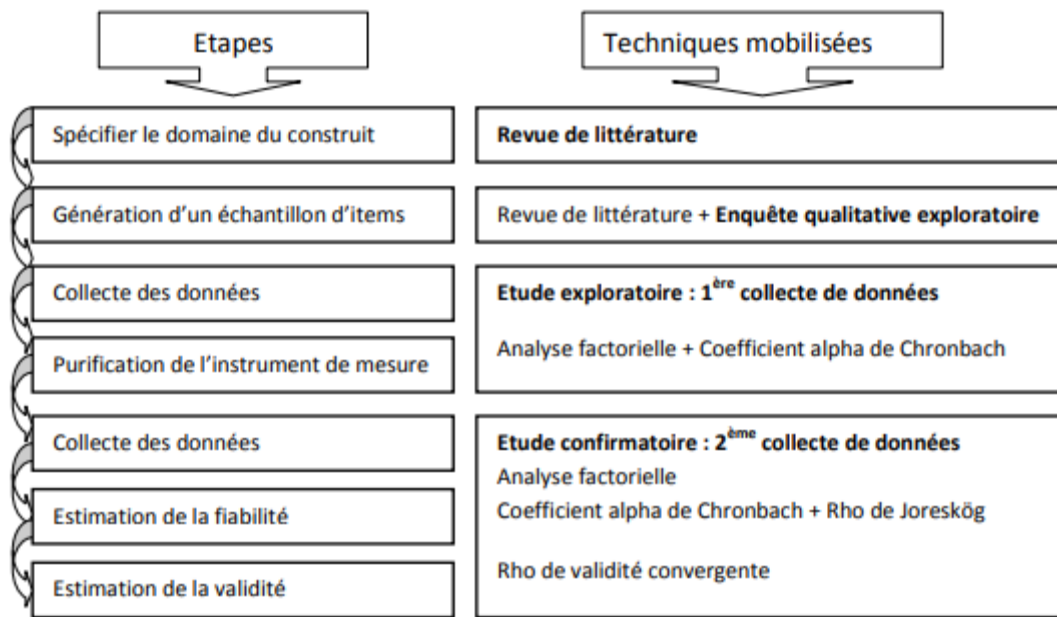 Etapes
Techniques mobilisées
Spécifier le domaine du construit
Revue de littérature
Génération d'un échantillon d'items
Revue de littérature + Enquête qualitative exploratoire
Collecte des données
Etude exploratoire : 1ère collecte de données
Purification de l'instrument de mesure
Analyse factorielle + Coefficient alpha de Chronbach
Collecte des données
Etude confirmatoire : 2ème collecte de données
Analyse factorielle
Estimation de la fiabilité
Coefficient alpha de Chronbach + Rho de Joreskög
Estimation de la validité
Rho de validité convergente